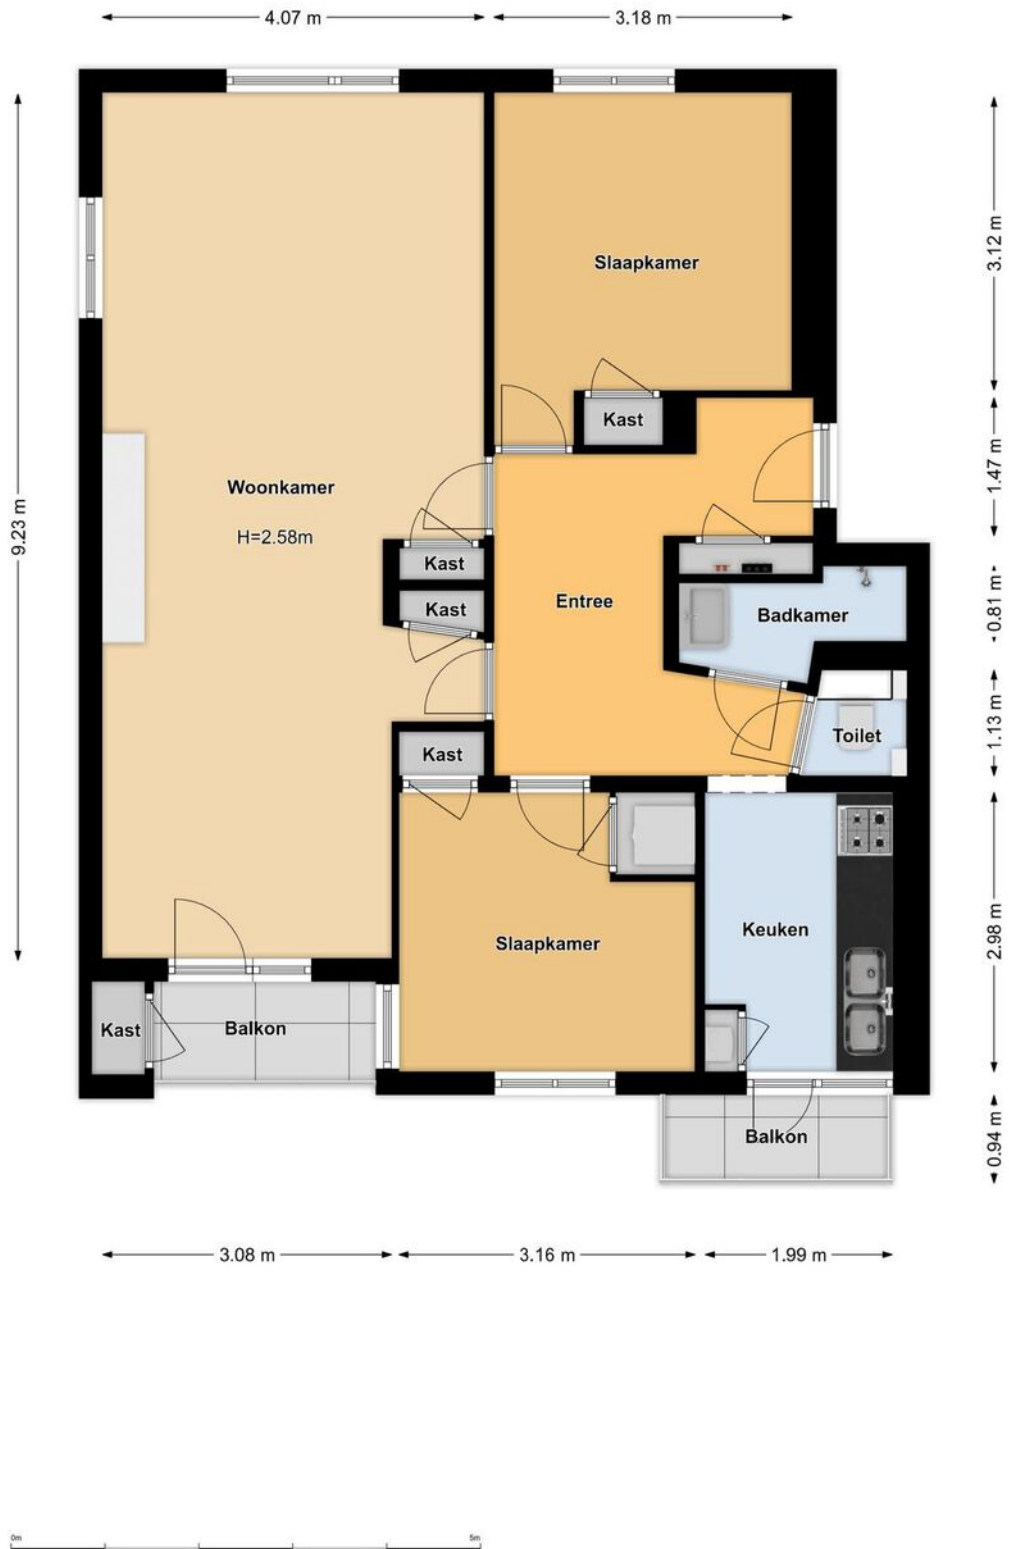 4.07 m
3.18 m
9.23 m
3.12 m
1.47 m
0.81 m
1.13 m
2.98 m
0.94 m
Slaapkamer
Kast
Woonkamer
H=2.58m
Kast
Kast
Entree
Badkamer
Toilet
Kast
Slaapkamer
Keuken
Kast
Balkon
Balkon
3.08 m
3.16 m
1.99 m
0m
5m